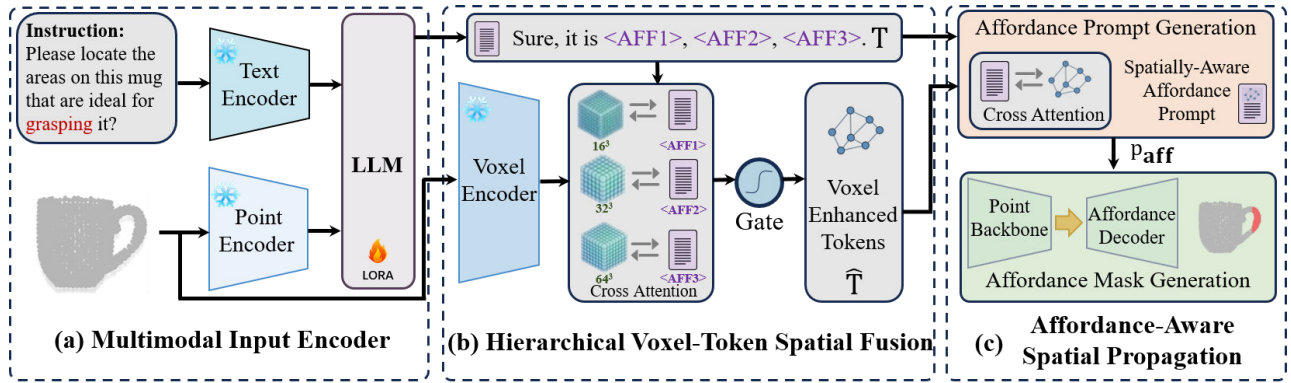 Instruction:
Please locate the
areas on this mug
that are ideal for
grasping it?
Text
Encoder
Point
Encoder
LLM
LORA
(a) Multimodal Input Encoder
Sure, it is <AFF1>, <AFF2>, <AFF3>. T
Voxel
Encoder
16³
<AFF1>
32³
<AFF2>
64³
<AFF3>
Cross Attention
Gate
Voxel
Enhanced
Tokens
T̂
(b) Hierarchical Voxel-Token Spatial Fusion
Affordance Prompt Generation
Cross Attention
Spatially-Aware
Affordance
Prompt
paff
Point
Backbone
Affordance
Decoder
Affordance Mask Generation
(c) Affordance-Aware
Spatial Propagation